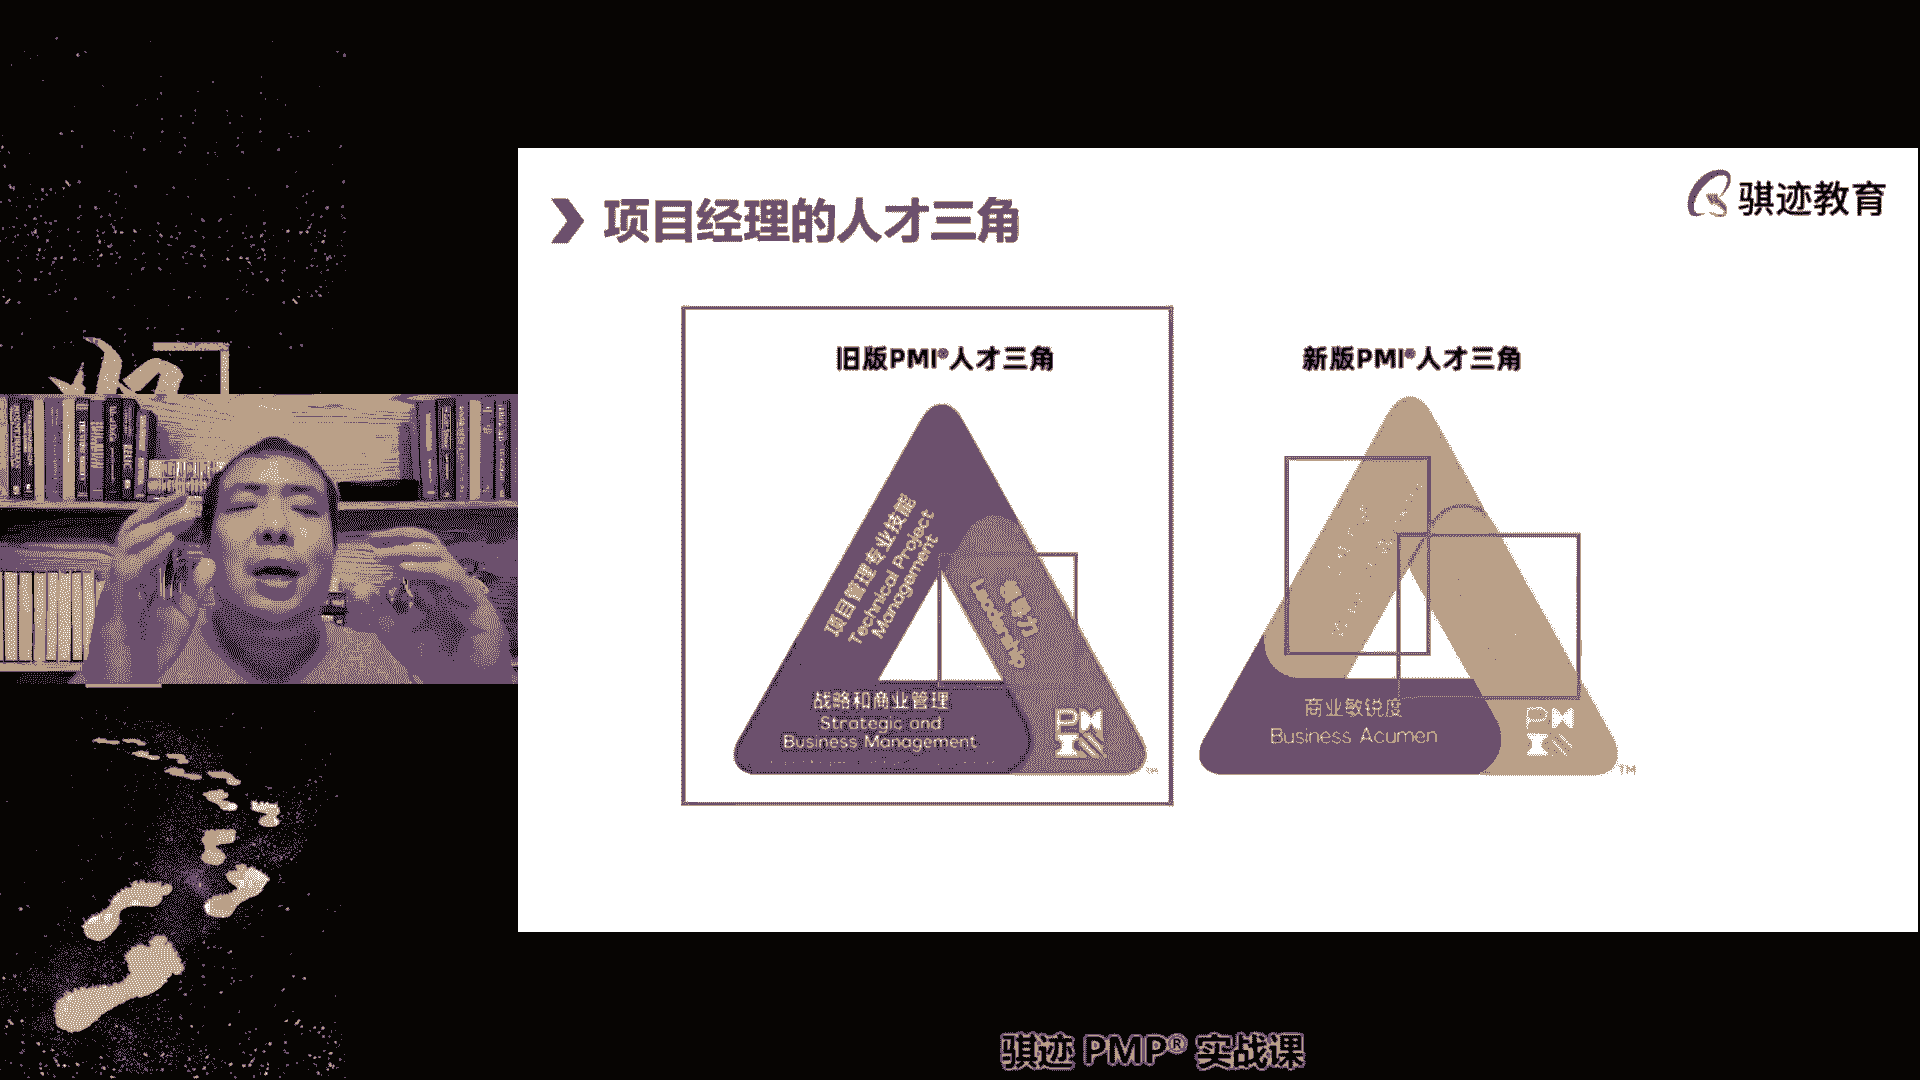 骐迹教育
项目经理的人才三角
旧版PMI®人才三角
新版PMI®人才三角
项目管理专业技能
Technical Project
Management
领导力
Leadership
战略和商业管理
Strategic and
Business Management
PMI
TM
商业敏锐度
Business Acumen
PMI
TM
骐迹 PMP® 实战课